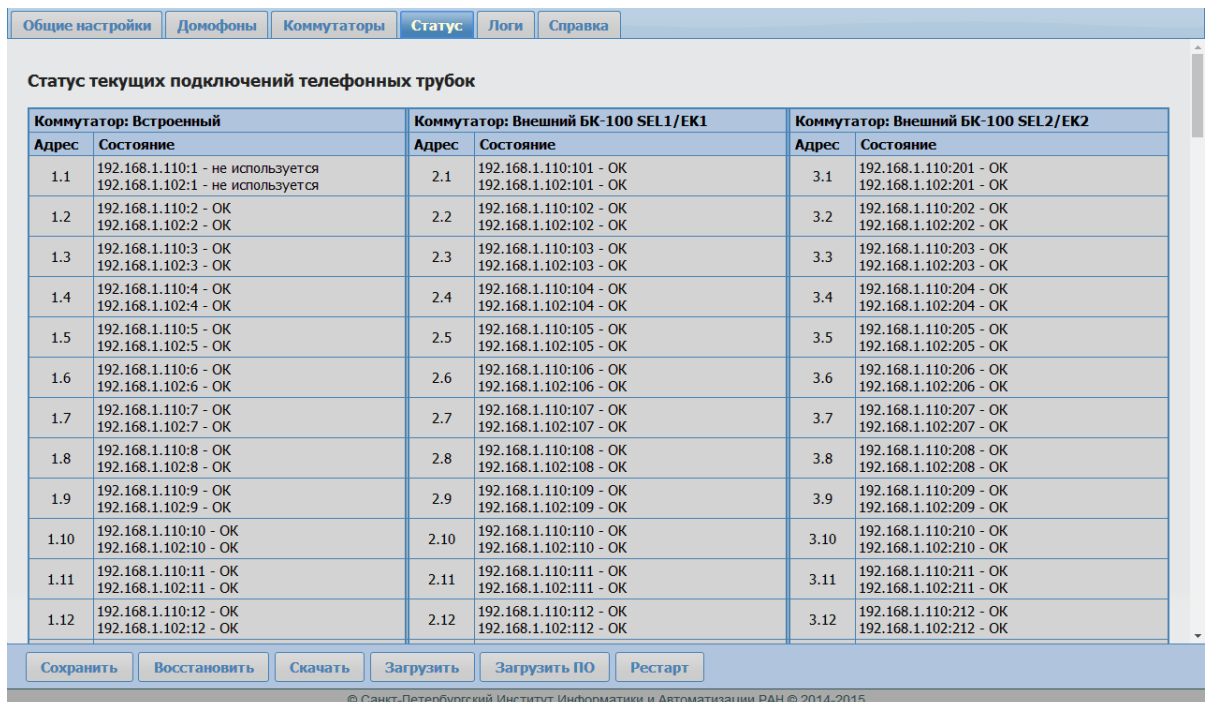 Общие настройки Домофоны Коммутаторы Статус Логи Справка
Статус текущих подключений телефонных трубок
Коммутатор: Встроенный Коммутатор: Внешний БК-100 SEL1/EK1 Коммутатор: Внешний БК-100 SEL2/EK2
Адрес Состояние Адрес Состояние Адрес Состояние
1.1 192.168.1.110:1 - не используется 2.1 192.168.1.110:101 - OK 3.1 192.168.1.110:201 - OK
192.168.1.102:1 - не используется 192.168.1.102:101 - OK 192.168.1.102:201 - OK
1.2 192.168.1.110:2 - OK 2.2 192.168.1.110:102 - OK 3.2 192.168.1.110:202 - OK
192.168.1.102:2 - OK 192.168.1.102:102 - OK 192.168.1.102:202 - OK
1.3 192.168.1.110:3 - OK 2.3 192.168.1.110:103 - OK 3.3 192.168.1.110:203 - OK
192.168.1.102:3 - OK 192.168.1.102:103 - OK 192.168.1.102:203 - OK
1.4 192.168.1.110:4 - OK 2.4 192.168.1.110:104 - OK 3.4 192.168.1.110:204 - OK
192.168.1.102:4 - OK 192.168.1.102:104 - OK 192.168.1.102:204 - OK
1.5 192.168.1.110:5 - OK 2.5 192.168.1.110:105 - OK 3.5 192.168.1.110:205 - OK
192.168.1.102:5 - OK 192.168.1.102:105 - OK 192.168.1.102:205 - OK
1.6 192.168.1.110:6 - OK 2.6 192.168.1.110:106 - OK 3.6 192.168.1.110:206 - OK
192.168.1.102:6 - OK 192.168.1.102:106 - OK 192.168.1.102:206 - OK
1.7 192.168.1.110:7 - OK 2.7 192.168.1.110:107 - OK 3.7 192.168.1.110:207 - OK
192.168.1.102:7 - OK 192.168.1.102:107 - OK 192.168.1.102:207 - OK
1.8 192.168.1.110:8 - OK 2.8 192.168.1.110:108 - OK 3.8 192.168.1.110:208 - OK
192.168.1.102:8 - OK 192.168.1.102:108 - OK 192.168.1.102:208 - OK
1.9 192.168.1.110:9 - OK 2.9 192.168.1.110:109 - OK 3.9 192.168.1.110:209 - OK
192.168.1.102:9 - OK 192.168.1.102:109 - OK 192.168.1.102:209 - OK
1.10 192.168.1.110:10 - OK 2.10 192.168.1.110:110 - OK 3.10 192.168.1.110:210 - OK
192.168.1.102:10 - OK 192.168.1.102:110 - OK 192.168.1.102:210 - OK
1.11 192.168.1.110:11 - OK 2.11 192.168.1.110:111 - OK 3.11 192.168.1.110:211 - OK
192.168.1.102:11 - OK 192.168.1.102:111 - OK 192.168.1.102:211 - OK
1.12 192.168.1.110:12 - OK 2.12 192.168.1.110:112 - OK 3.12 192.168.1.110:212 - OK
192.168.1.102:12 - OK 192.168.1.102:112 - OK 192.168.1.102:212 - OK
Сохранить Восстановить Скачать Загрузить Загрузить ПО Рестарт
© Санкт-Петербургский Институт Информатики и Автоматизации РАН © 2014-2015